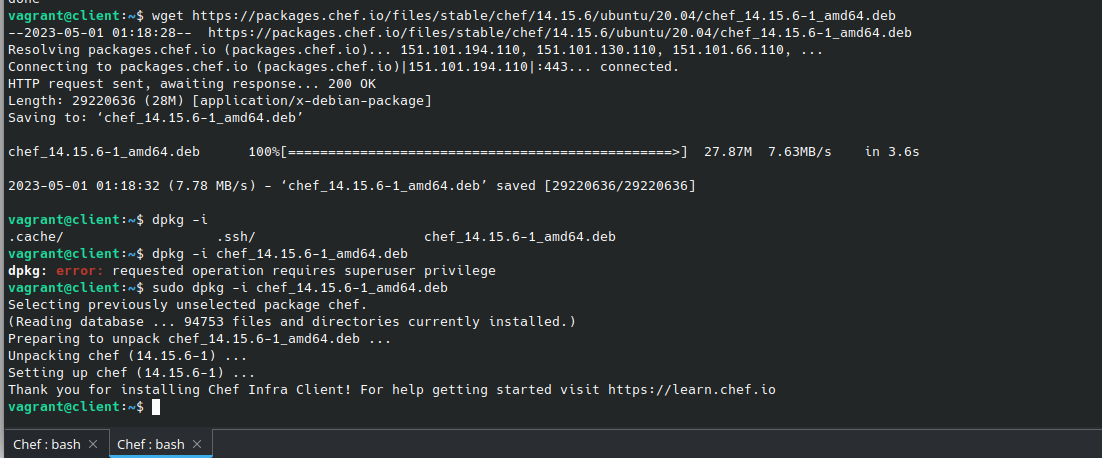 done
vagrant@client:~$ wget https://packages.chef.io/files/stable/chef/14.15.6/ubuntu/20.04/chef_14.15.6-1_amd64.deb
--2023-05-01 01:18:28--  https://packages.chef.io/files/stable/chef/14.15.6/ubuntu/20.04/chef_14.15.6-1_amd64.deb
Resolving packages.chef.io (packages.chef.io)... 151.101.194.110, 151.101.130.110, 151.101.66.110, ...
Connecting to packages.chef.io (packages.chef.io)|151.101.194.110|:443... connected.
HTTP request sent, awaiting response... 200 OK
Length: 29220636 (28M) [application/x-debian-package]
Saving to: ‘chef_14.15.6-1_amd64.deb’
chef_14.15.6-1_amd64.deb      100%[================================================>]  27.87M  7.63MB/s    in 3.6s
2023-05-01 01:18:32 (7.78 MB/s) - ‘chef_14.15.6-1_amd64.deb’ saved [29220636/29220636]
vagrant@client:~$ dpkg -i
.cache/                   .ssh/                     chef_14.15.6-1_amd64.deb
vagrant@client:~$ dpkg -i chef_14.15.6-1_amd64.deb
dpkg: error: requested operation requires superuser privilege
vagrant@client:~$ sudo dpkg -i chef_14.15.6-1_amd64.deb
Selecting previously unselected package chef.
(Reading database ... 94753 files and directories currently installed.)
Preparing to unpack chef_14.15.6-1_amd64.deb ...
Unpacking chef (14.15.6-1) ...
Setting up chef (14.15.6-1) ...
Thank you for installing Chef Infra Client! For help getting started visit https://learn.chef.io
vagrant@client:~$
Chef : bash × Chef : bash ×